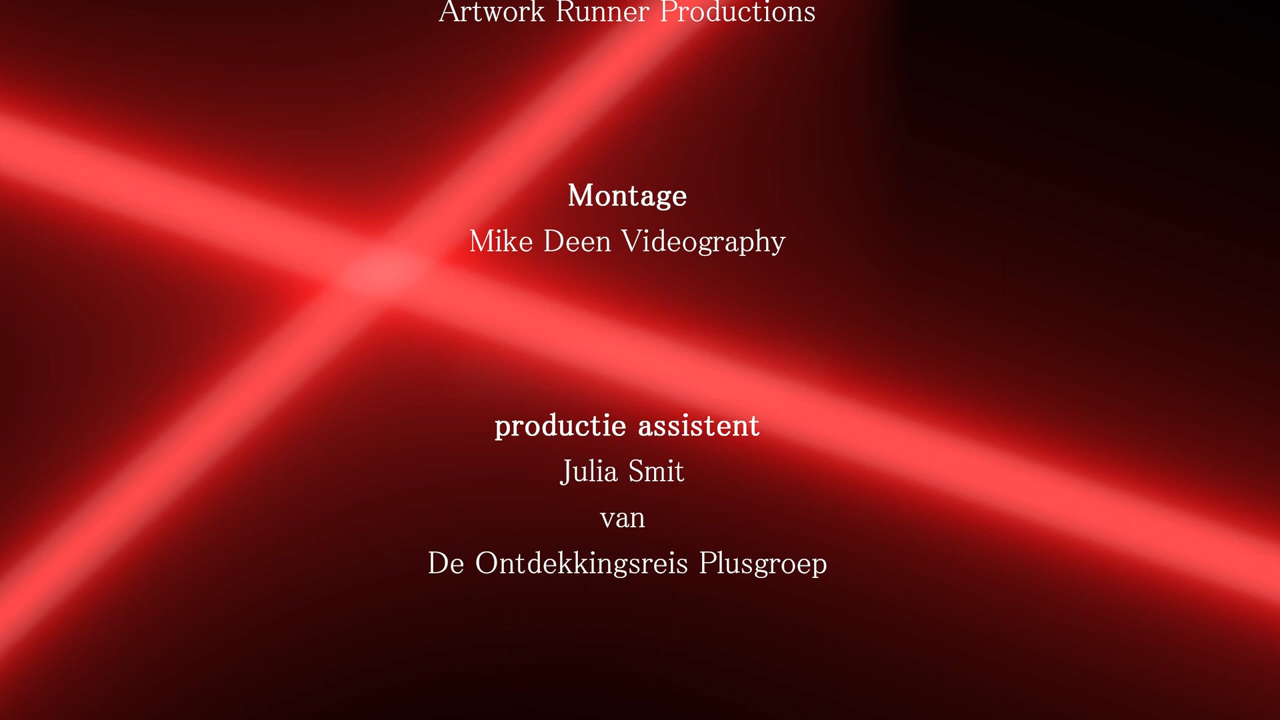 Artwork Runner Productions
Montage
Mike Deen Videography
productie assistent
Julia Smit
van
De Ontdekkingsreis Plusgroep